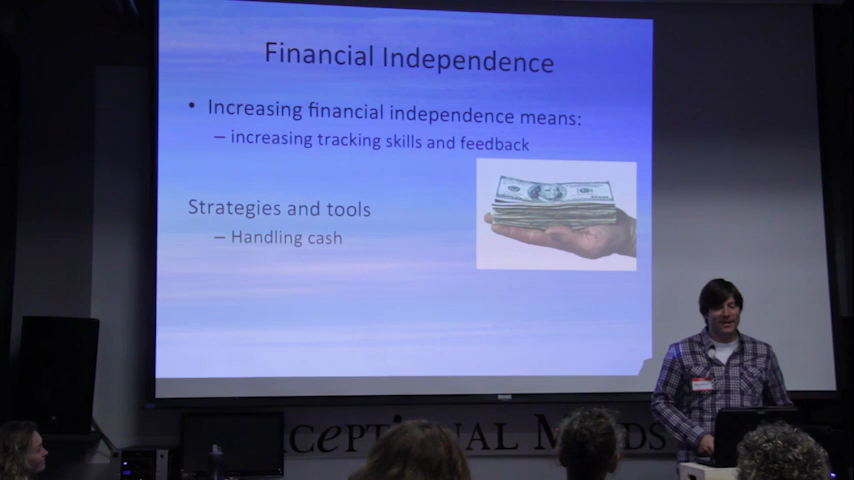 Financial Independence
• Increasing financial independence means:
– increasing tracking skills and feedback
Strategies and tools
– Handling cash